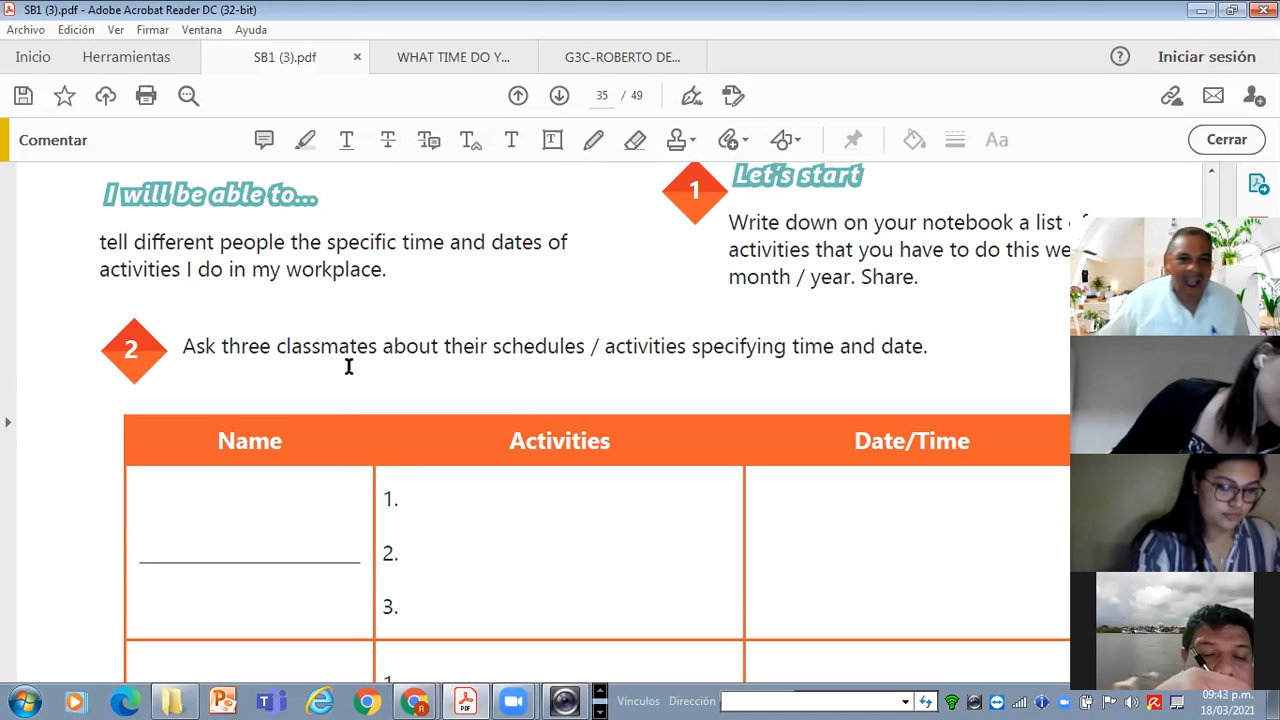 SB1 (3).pdf - Adobe Acrobat Reader DC (32-bit)
Archivo Edición Ver Firmar Ventana Ayuda
Inicio Herramientas SB1 (3).pdf × WHAT TIME DO Y... G3C-ROBERTO DE... Iniciar sesión
35 / 49
Comentar Cerrar
I will be able to...
tell different people the specific time and dates of
activities I do in my workplace.
1 Let's start
Write down on your notebook a list
activities that you have to do this
month / year. Share.
2 Ask three classmates about their schedules / activities specifying time and date.
Name Activities Date/Time
1.
2.
3.
Vínculos Dirección
09:43 p.m.
18/03/2021